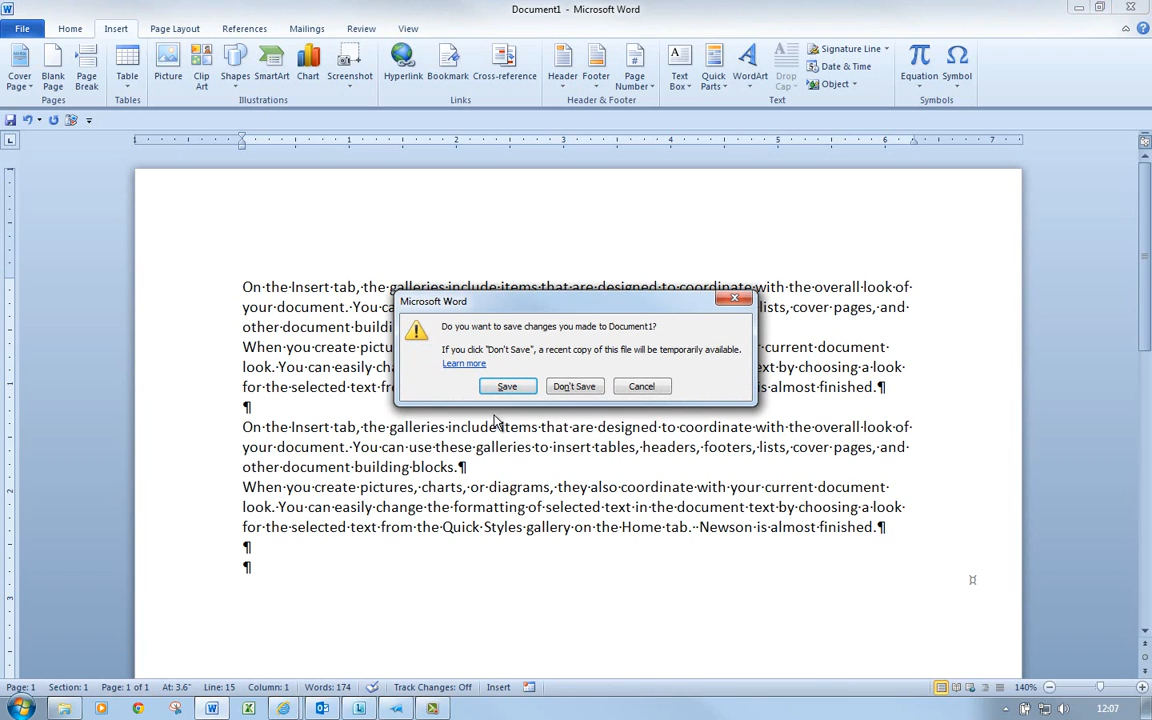 Document1 - Microsoft Word
File Home Insert Page Layout References Mailings Review View
Cover Page Blank Page Page Break Table Picture Clip Art Shapes SmartArt Chart Screenshot Hyperlink Bookmark Cross-reference Header Footer Page Number Text Box Quick Parts WordArt Drop Cap Signature Line Date & Time Object Equation Symbol
Pages Tables Illustrations Links Header & Footer Text Symbols
1 1 2 3 4 5 6 7
On·the·Insert·tab,·the·galleries·include·items·that·are·designed·to·coordinate·with·the·overall·look·of·
your·document.·You·ca lists,·cover·pages,·and·
other·document·buildi
When·you·create·pictu current·document·
look.·You·can·easily·cha text·by·choosing·a·look·
for·the·selected·text·fro is·almost·finished.¶
¶
Microsoft Word
Do you want to save changes you made to Document1?
If you click "Don't Save", a recent copy of this file will be temporarily available.
Learn more
Save Don't Save Cancel
On·the·Insert·tab,·the·galleries·include·items·that·are·designed·to·coordinate·with·the·overall·look·of·
your·document.·You·can·use·these·galleries·to·insert·tables,·headers,·footers,·lists,·cover·pages,·and·
other·document·building·blocks.¶
When·you·create·pictures,·charts,·or·diagrams,·they·also·coordinate·with·your·current·document·
look.·You·can·easily·change·the·formatting·of·selected·text·in·the·document·text·by·choosing·a·look·
for·the·selected·text·from·the·Quick·Styles·gallery·on·the·Home·tab.··Newson·is·almost·finished.¶
¶
¶
Page: 1 Section: 1 Page: 1 of 1 At: 3.6" Line: 15 Column: 1 Words: 174 Track Changes: Off Insert 140%
12:07